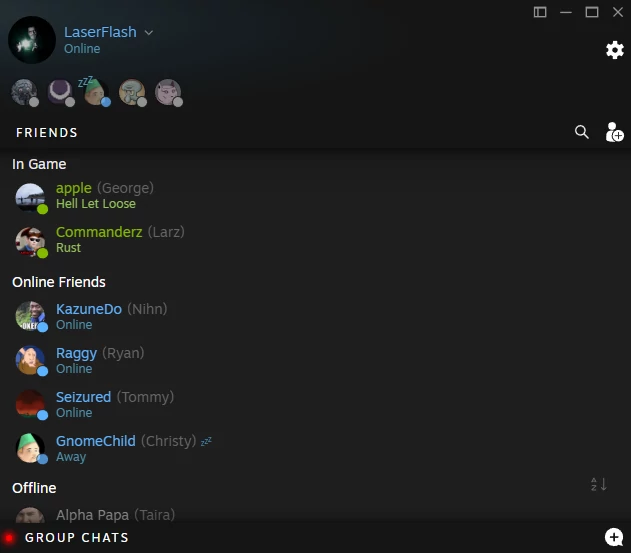 LaserFlash
Online
zzZ
FRIENDS
In Game
apple (George)
Hell Let Loose
Commanderz (Larz)
Rust
Online Friends
KazuneDo (Nihn)
Online
Raggy (Ryan)
Online
Seizured (Tommy)
Online
GnomeChild (Christy) zzZ
Away
A
Z
Offline
Alpha Papa (Taira)
GROUP CHATS